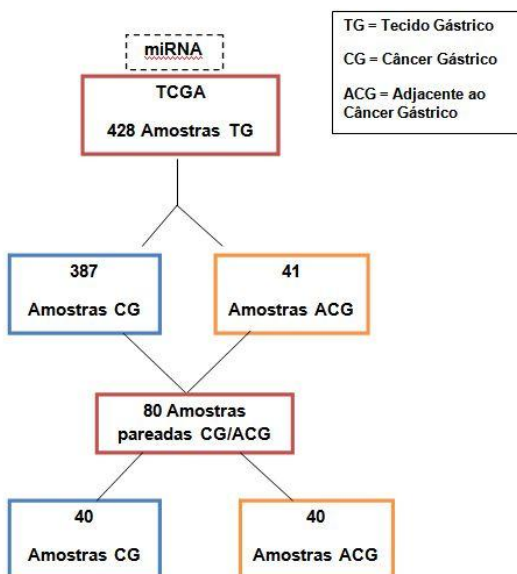 miRNA
TCGA
428 Amostras TG
TG = Tecido Gástrico
CG = Câncer Gástrico
ACG = Adjacente ao
Câncer Gástrico
387
Amostras CG
41
Amostras ACG
80 Amostras
pareadas CG/ACG
40
Amostras CG
40
Amostras ACG